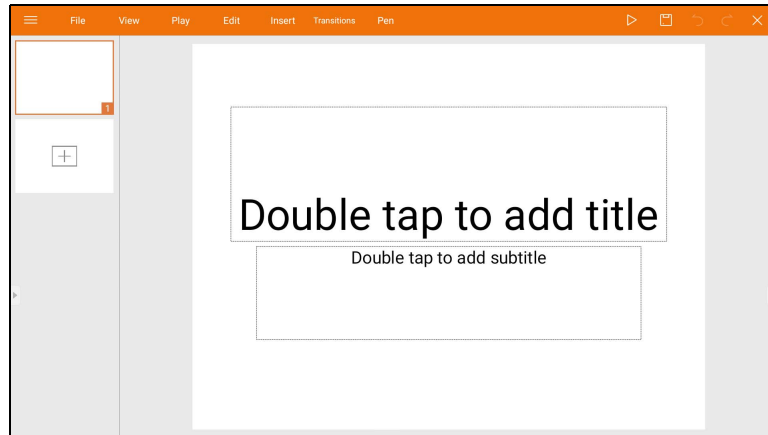 File View Play Edit Insert Transitions Pen
1
Double tap to add title
Double tap to add subtitle